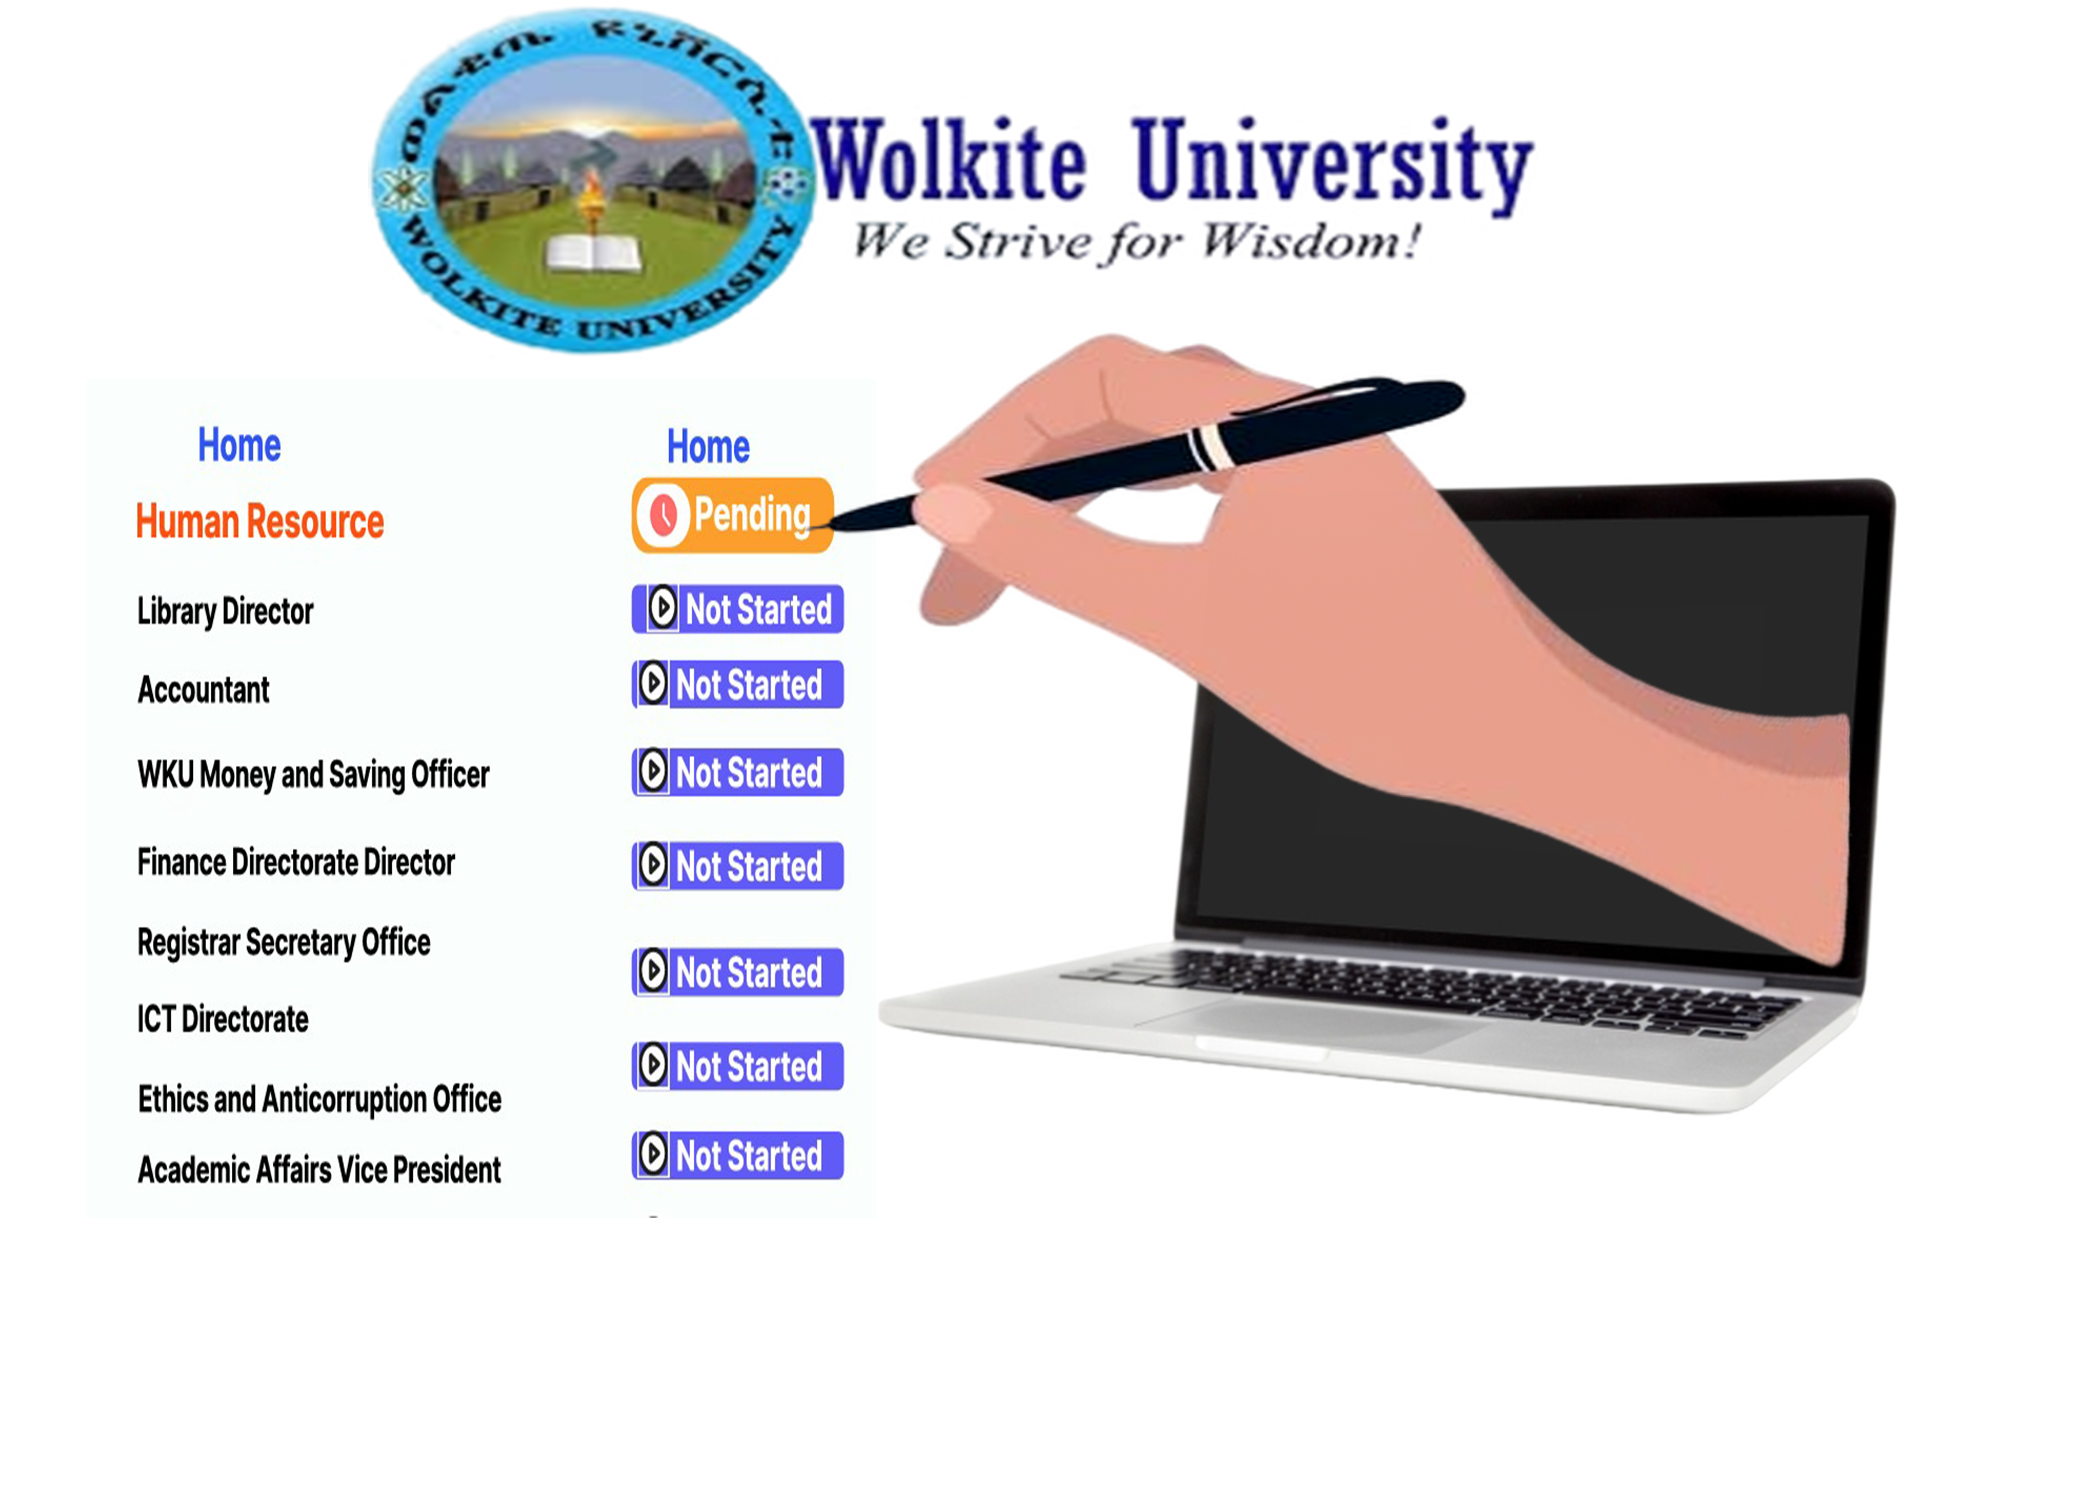 ወልቂጤ ዩኒቨርሲቲ
WOLKITE UNIVERSITY
Wolkite University
We Strive for Wisdom!
Home Home
Human Resource Pending
Library Director Not Started
Accountant Not Started
WKU Money and Saving Officer Not Started
Finance Directorate Director Not Started
Registrar Secretary Office Not Started
ICT Directorate
Ethics and Anticorruption Office Not Started
Academic Affairs Vice President Not Started